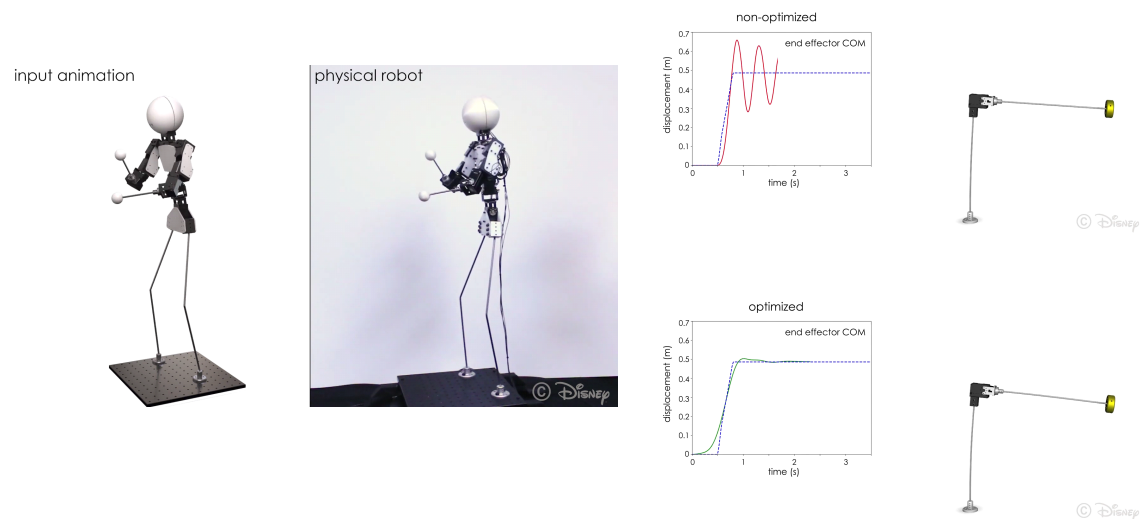 input animation
physical robot
© Disney
non-optimized
end effector COM
displacement (m)
0.7
0.6
0.5
0.4
0.3
0.2
0.1
0
0
1
2
3
time (s)
© Disney
optimized
end effector COM
displacement (m)
0.7
0.6
0.5
0.4
0.3
0.2
0.1
0
0
1
2
3
time (s)
© Disney